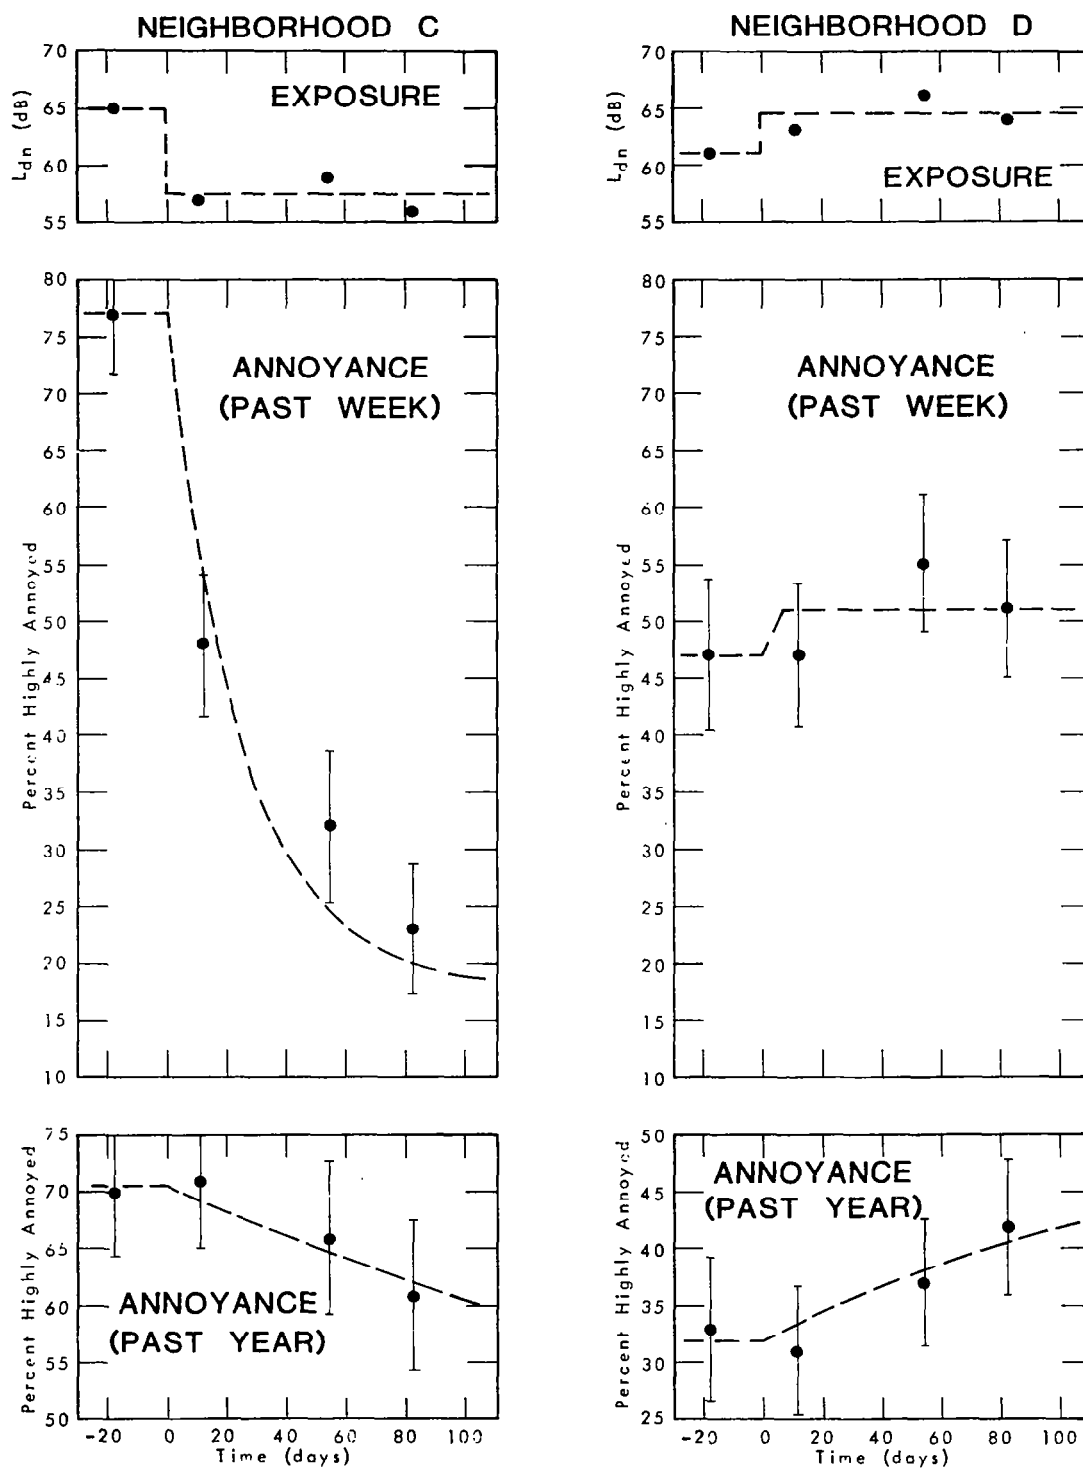 NEIGHBORHOOD C
70
65
60
55
Ldn (dB)
EXPOSURE
80
75
70
65
60
55
50
45
40
35
30
25
20
15
10
Percent Highly Annoyed
ANNOYANCE
(PAST WEEK)
75
70
65
60
55
50
Percent Highly Annoyed
ANNOYANCE
(PAST YEAR)
-20 0 20 40 60 80 100
Time (days)
NEIGHBORHOOD D
70
65
60
55
Ldn (dB)
EXPOSURE
80
75
70
65
60
55
50
45
40
35
30
25
20
15
10
Percent Highly Annoyed
ANNOYANCE
(PAST WEEK)
50
45
40
35
30
25
Percent Highly Annoyed
ANNOYANCE
(PAST YEAR)
-20 0 20 40 60 80 100
Time (days)